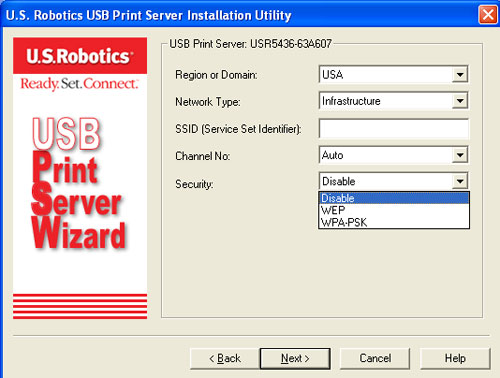 U.S. Robotics USB Print Server Installation Utility
U.S.Robotics
Ready. Set. Connect.
USB
Print
Server
Wizard
USB Print Server: USR5436-63A607
Region or Domain: USA
Network Type: Infrastructure
SSID (Service Set Identifier):
Channel No: Auto
Security: Disable
Disable
WEP
WPA-PSK
< Back Next > Cancel Help